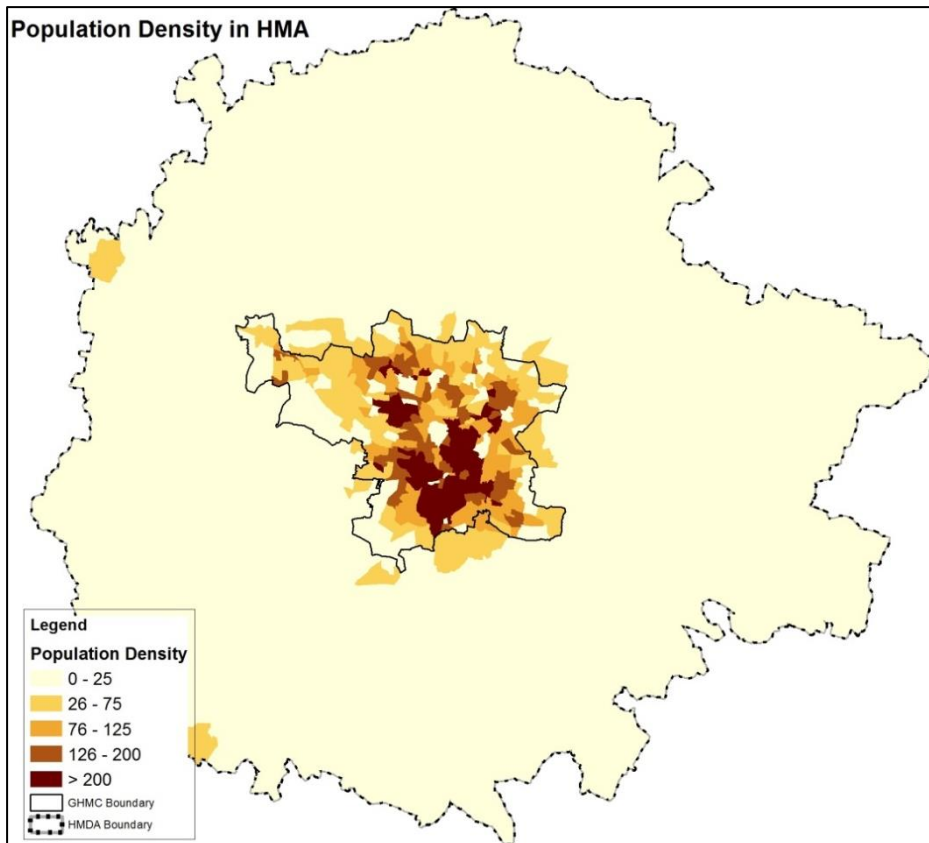 Population Density in HMA
Legend
Population Density
0 - 25
26 - 75
76 - 125
126 - 200
> 200
GHMC Boundary
HMDA Boundary